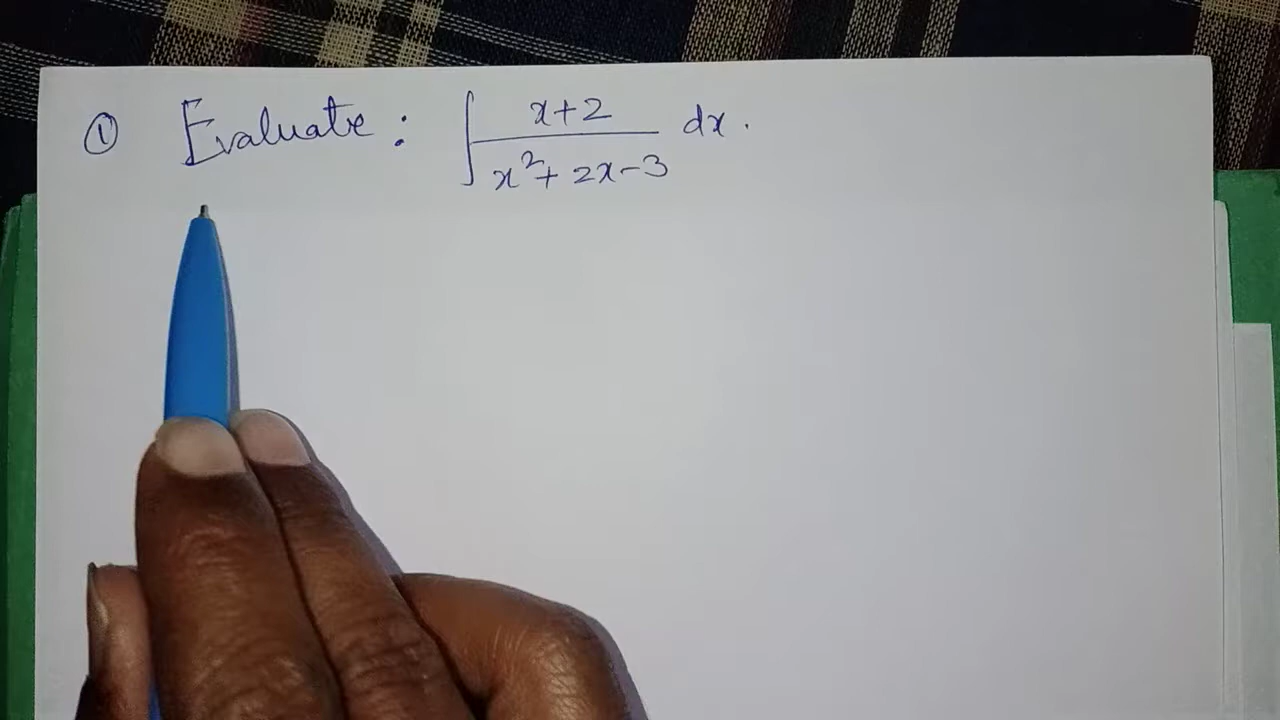 ① Evaluate : ∫ (x+2)/(x²+2x-3) dx.